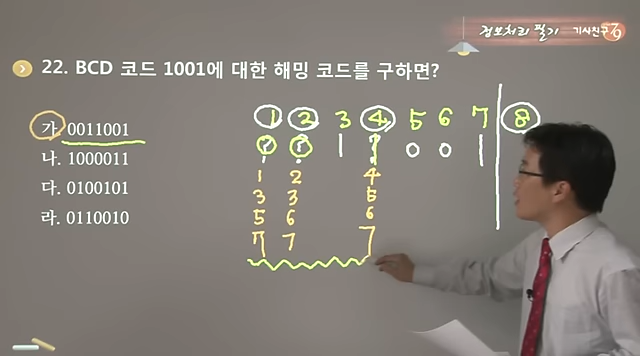 정보처리 필기 기사친구 79
22. BCD 코드 1001에 대한 해밍 코드를 구하면?
가. 0011001
나. 1000011
다. 0100101
라. 0110010
1 2 3 4 5 6 7 8
? ? 1 ? 0 0 1
1 2 4
3 3 5
5 6 6
7 7 7